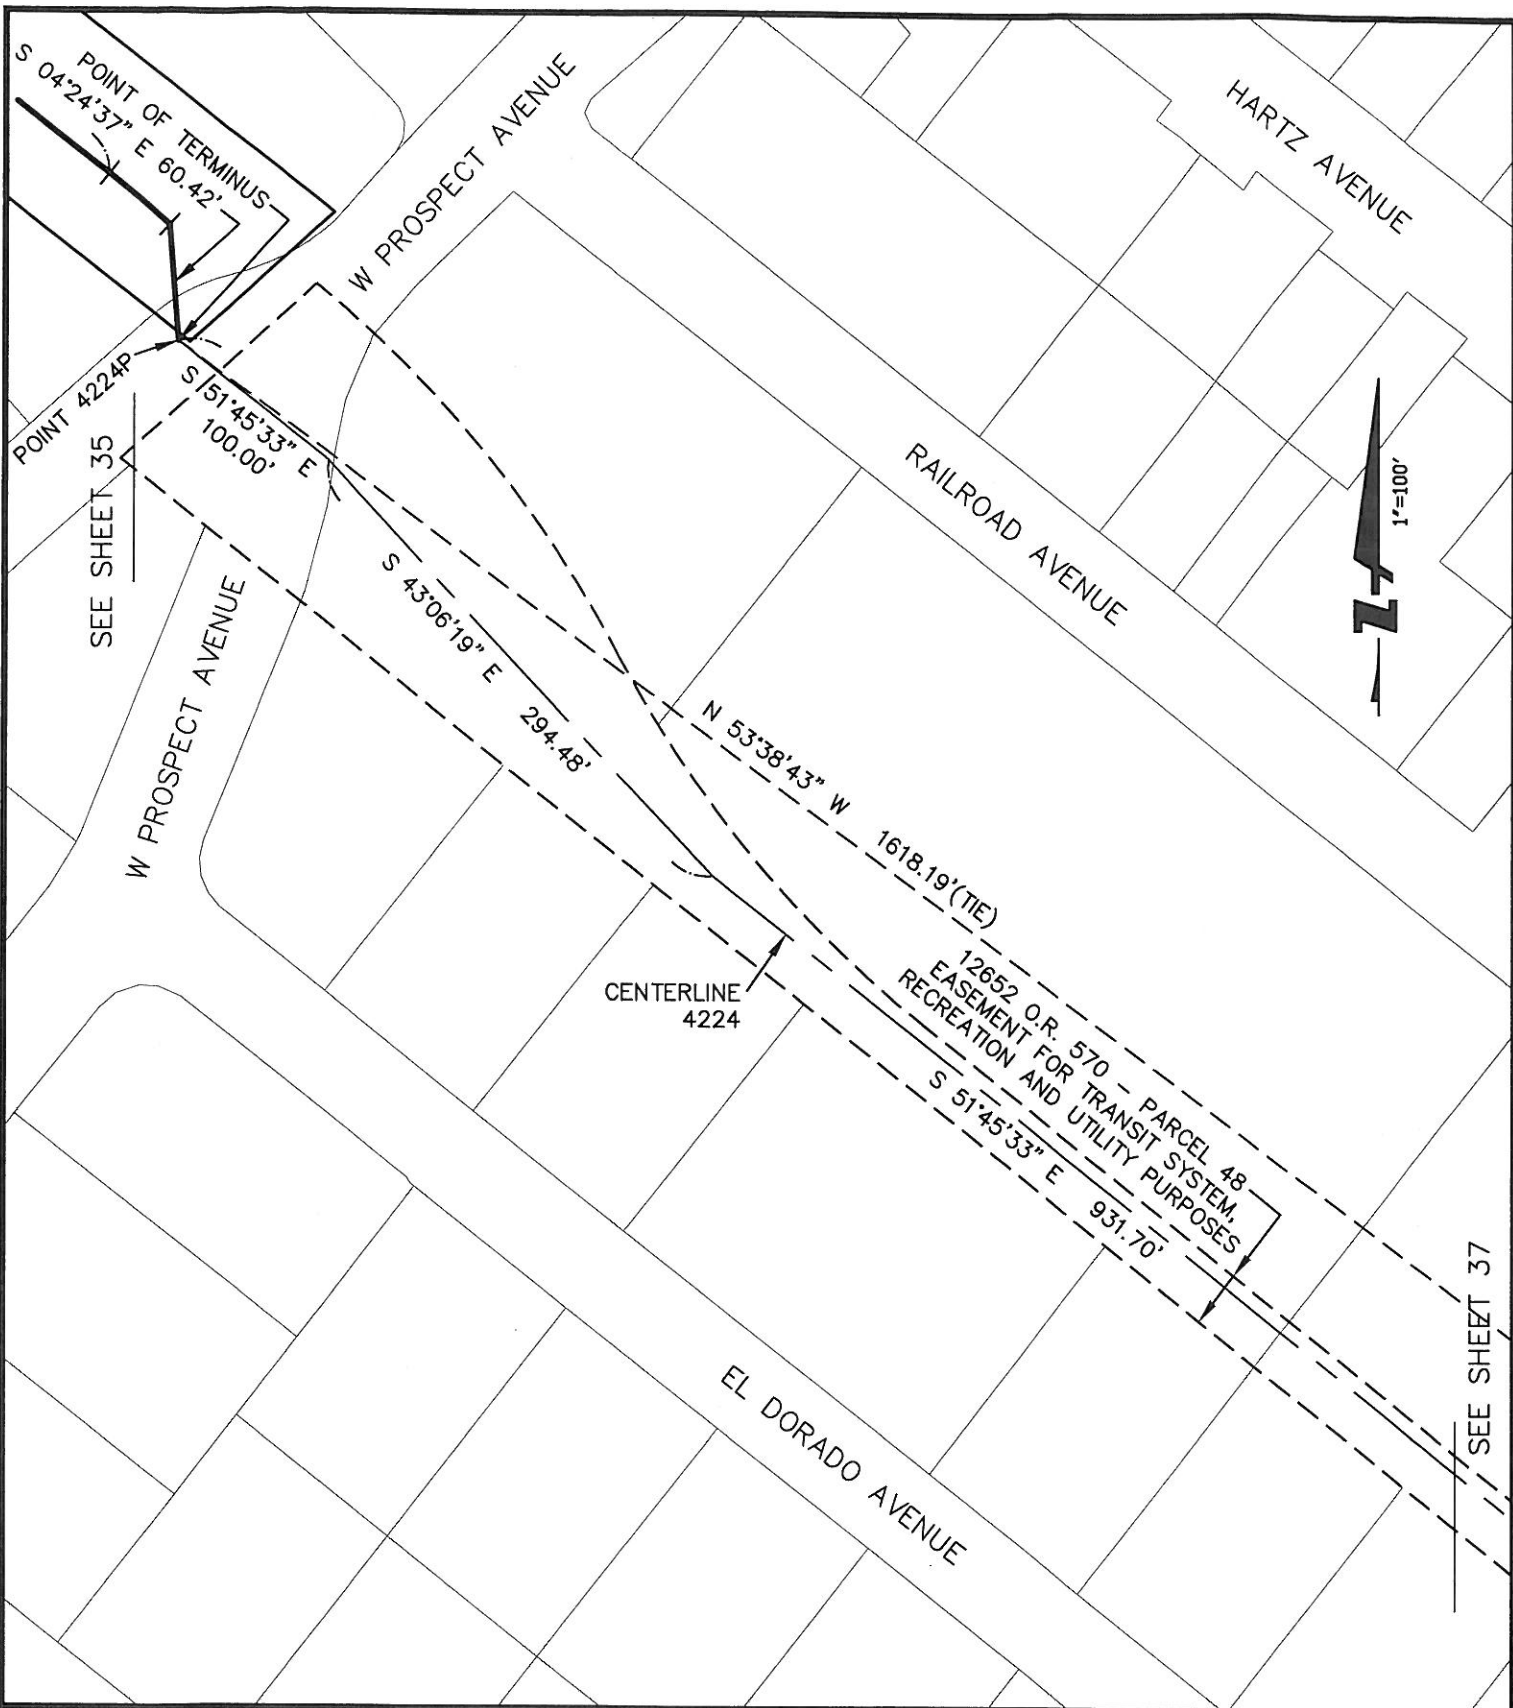 POINT OF TERMINUS
S 04°24'37" E 60.42'
W PROSPECT AVENUE
HARTZ AVENUE
POINT 4224P
SEE SHEET 35
S 51°45'33" E
100.00'
RAILROAD AVENUE
1"=100'
S 43°06'19" E 294.48'
W PROSPECT AVENUE
N 53°38'43" W 1618.19'(TIE)
CENTERLINE
4224
12652 O.R. 570 - PARCEL 48
EASEMENT FOR TRANSIT SYSTEM,
RECREATION AND UTILITY PURPOSES
S 51°45'33" E 931.70'
SEE SHEET 37
EL DORADO AVENUE
Z